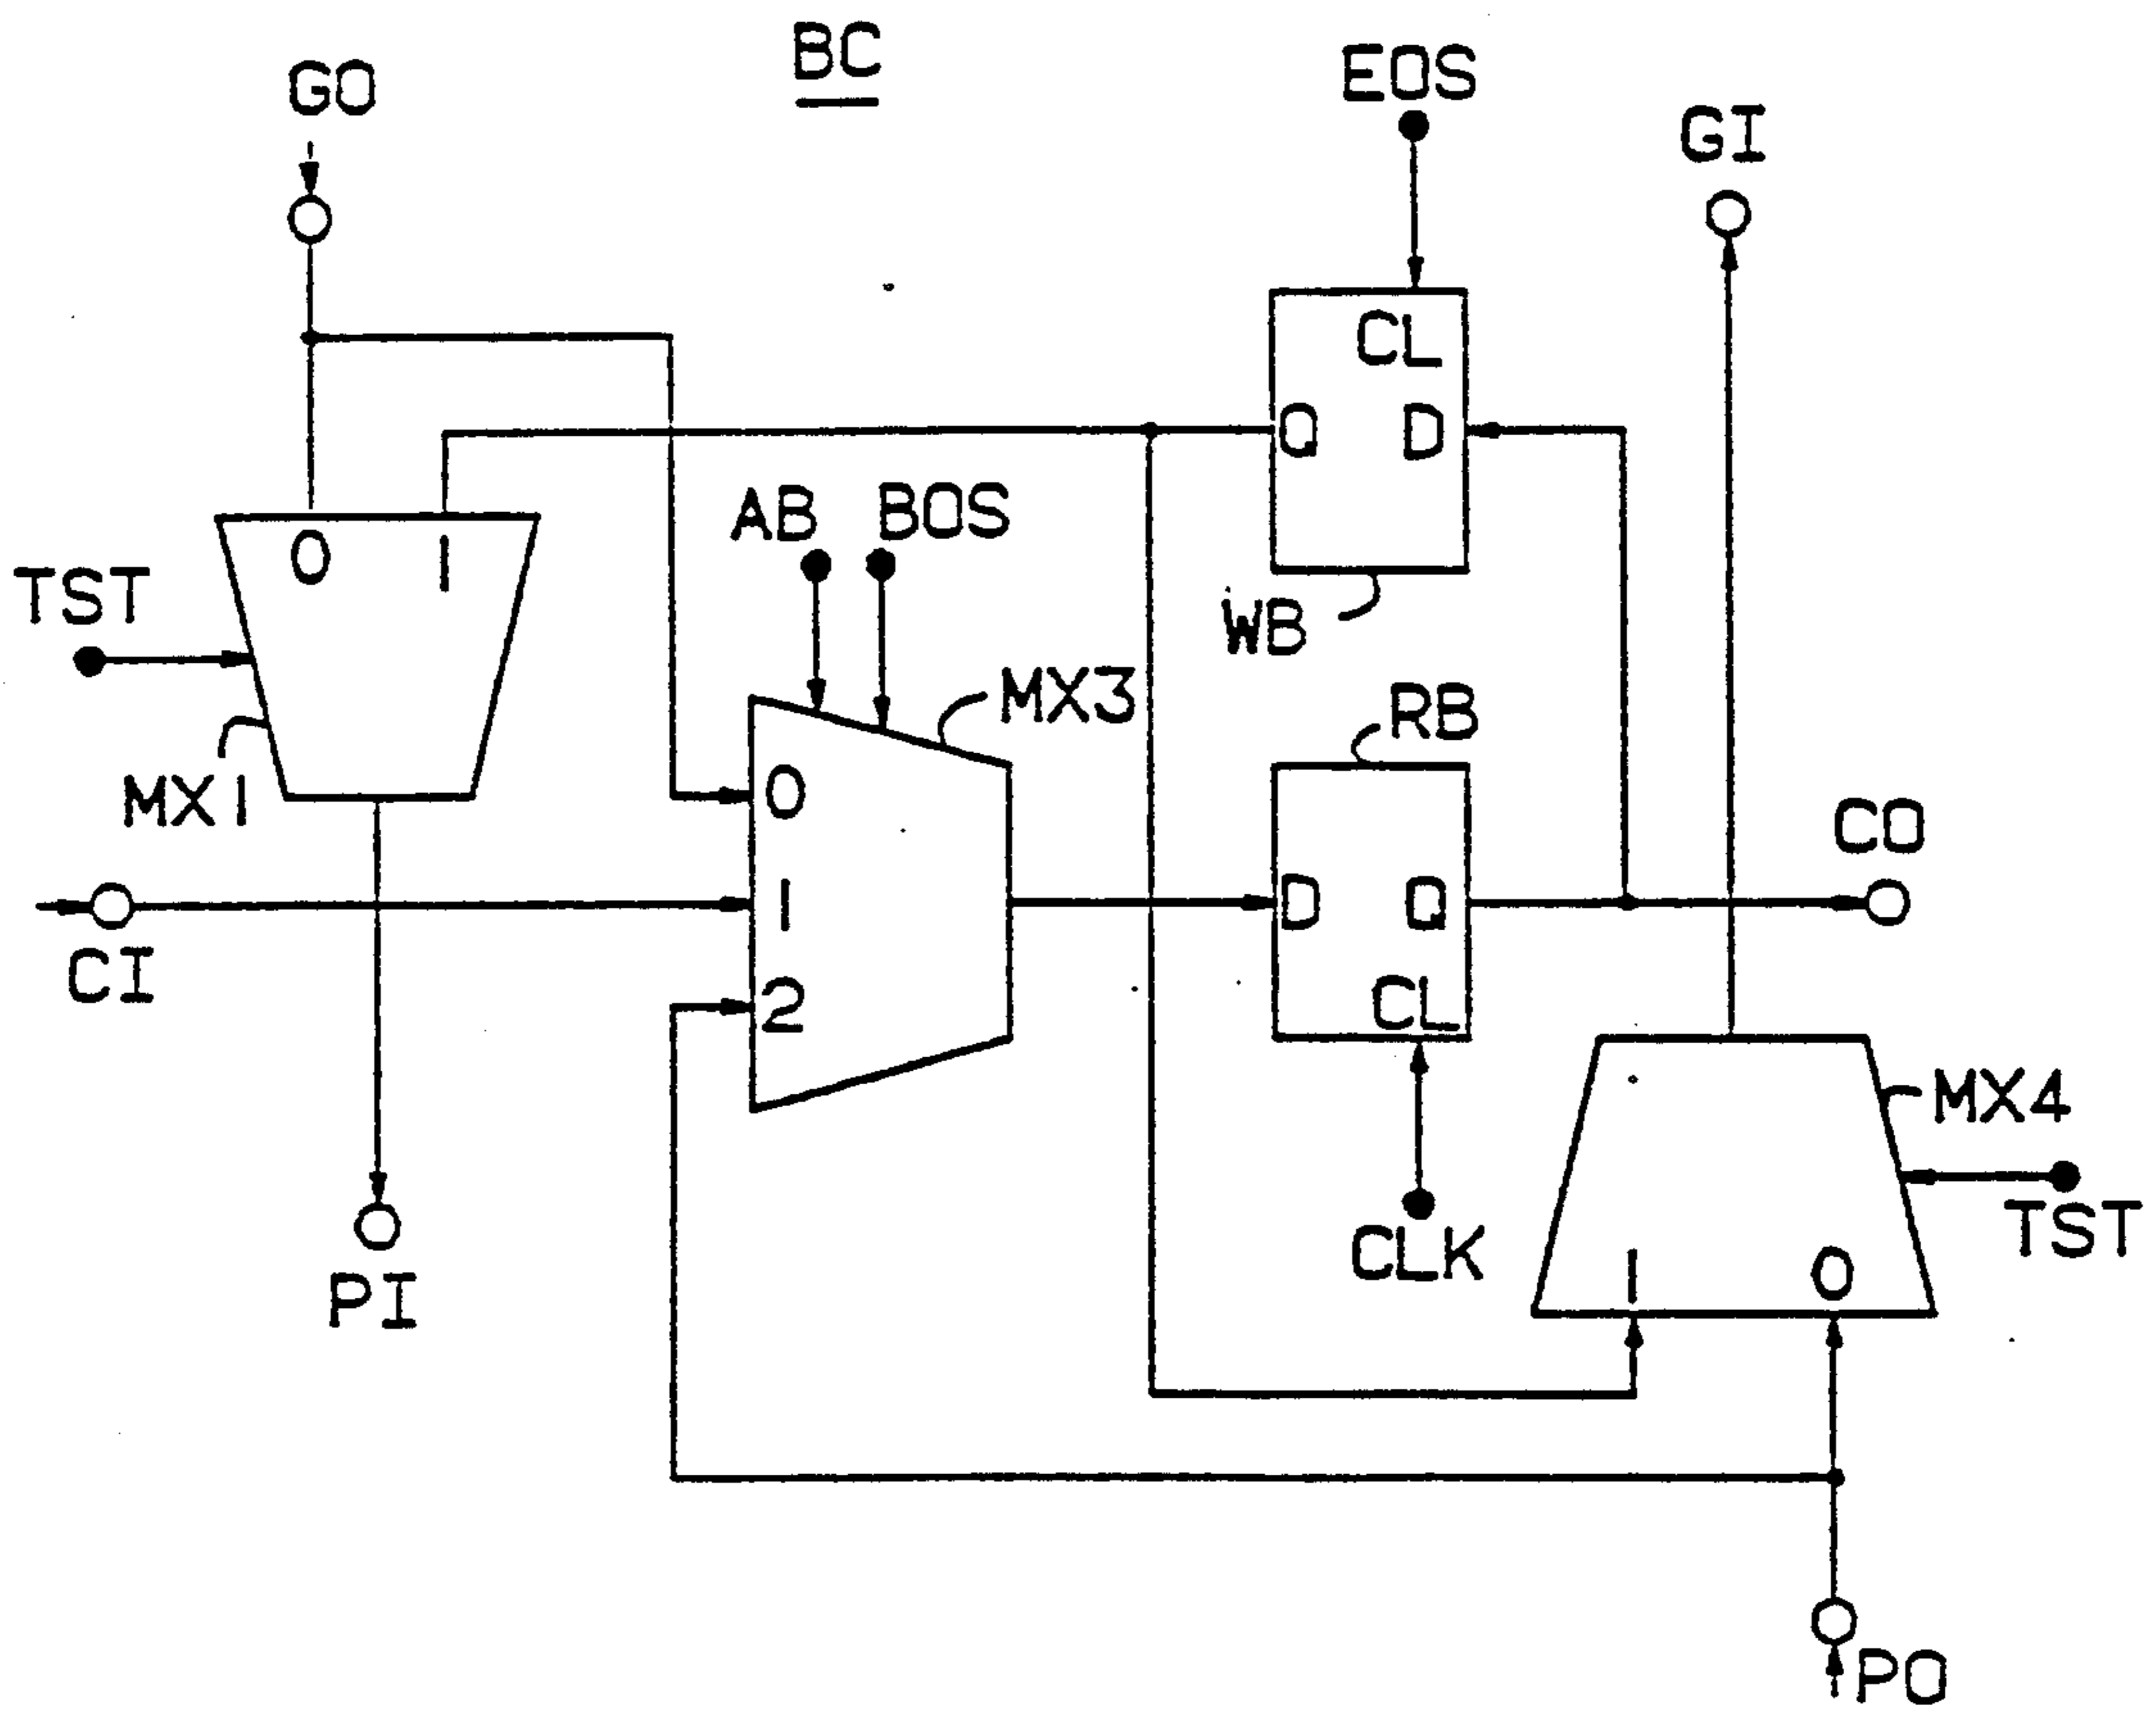 BC
GO
EOS
GI
CL
Q D
AB BOS
0 1
TST
WB
MX3
RB
MX1
0
CO
1
D Q
CI
2
CL
MX4
TST
CLK
PI
1 0
PO